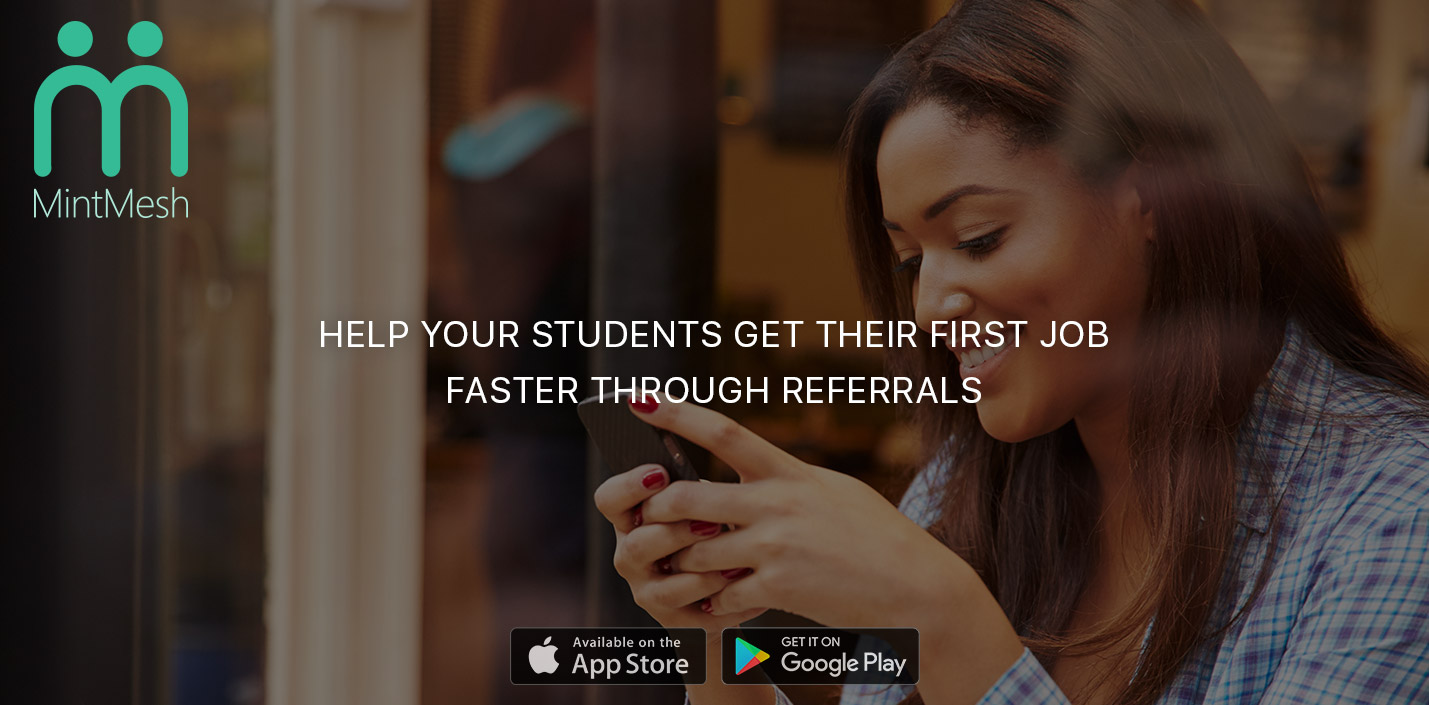 MintMesh
HELP YOUR STUDENTS GET THEIR FIRST JOB
FASTER THROUGH REFERRALS
Available on the
App Store
GET IT ON
Google Play